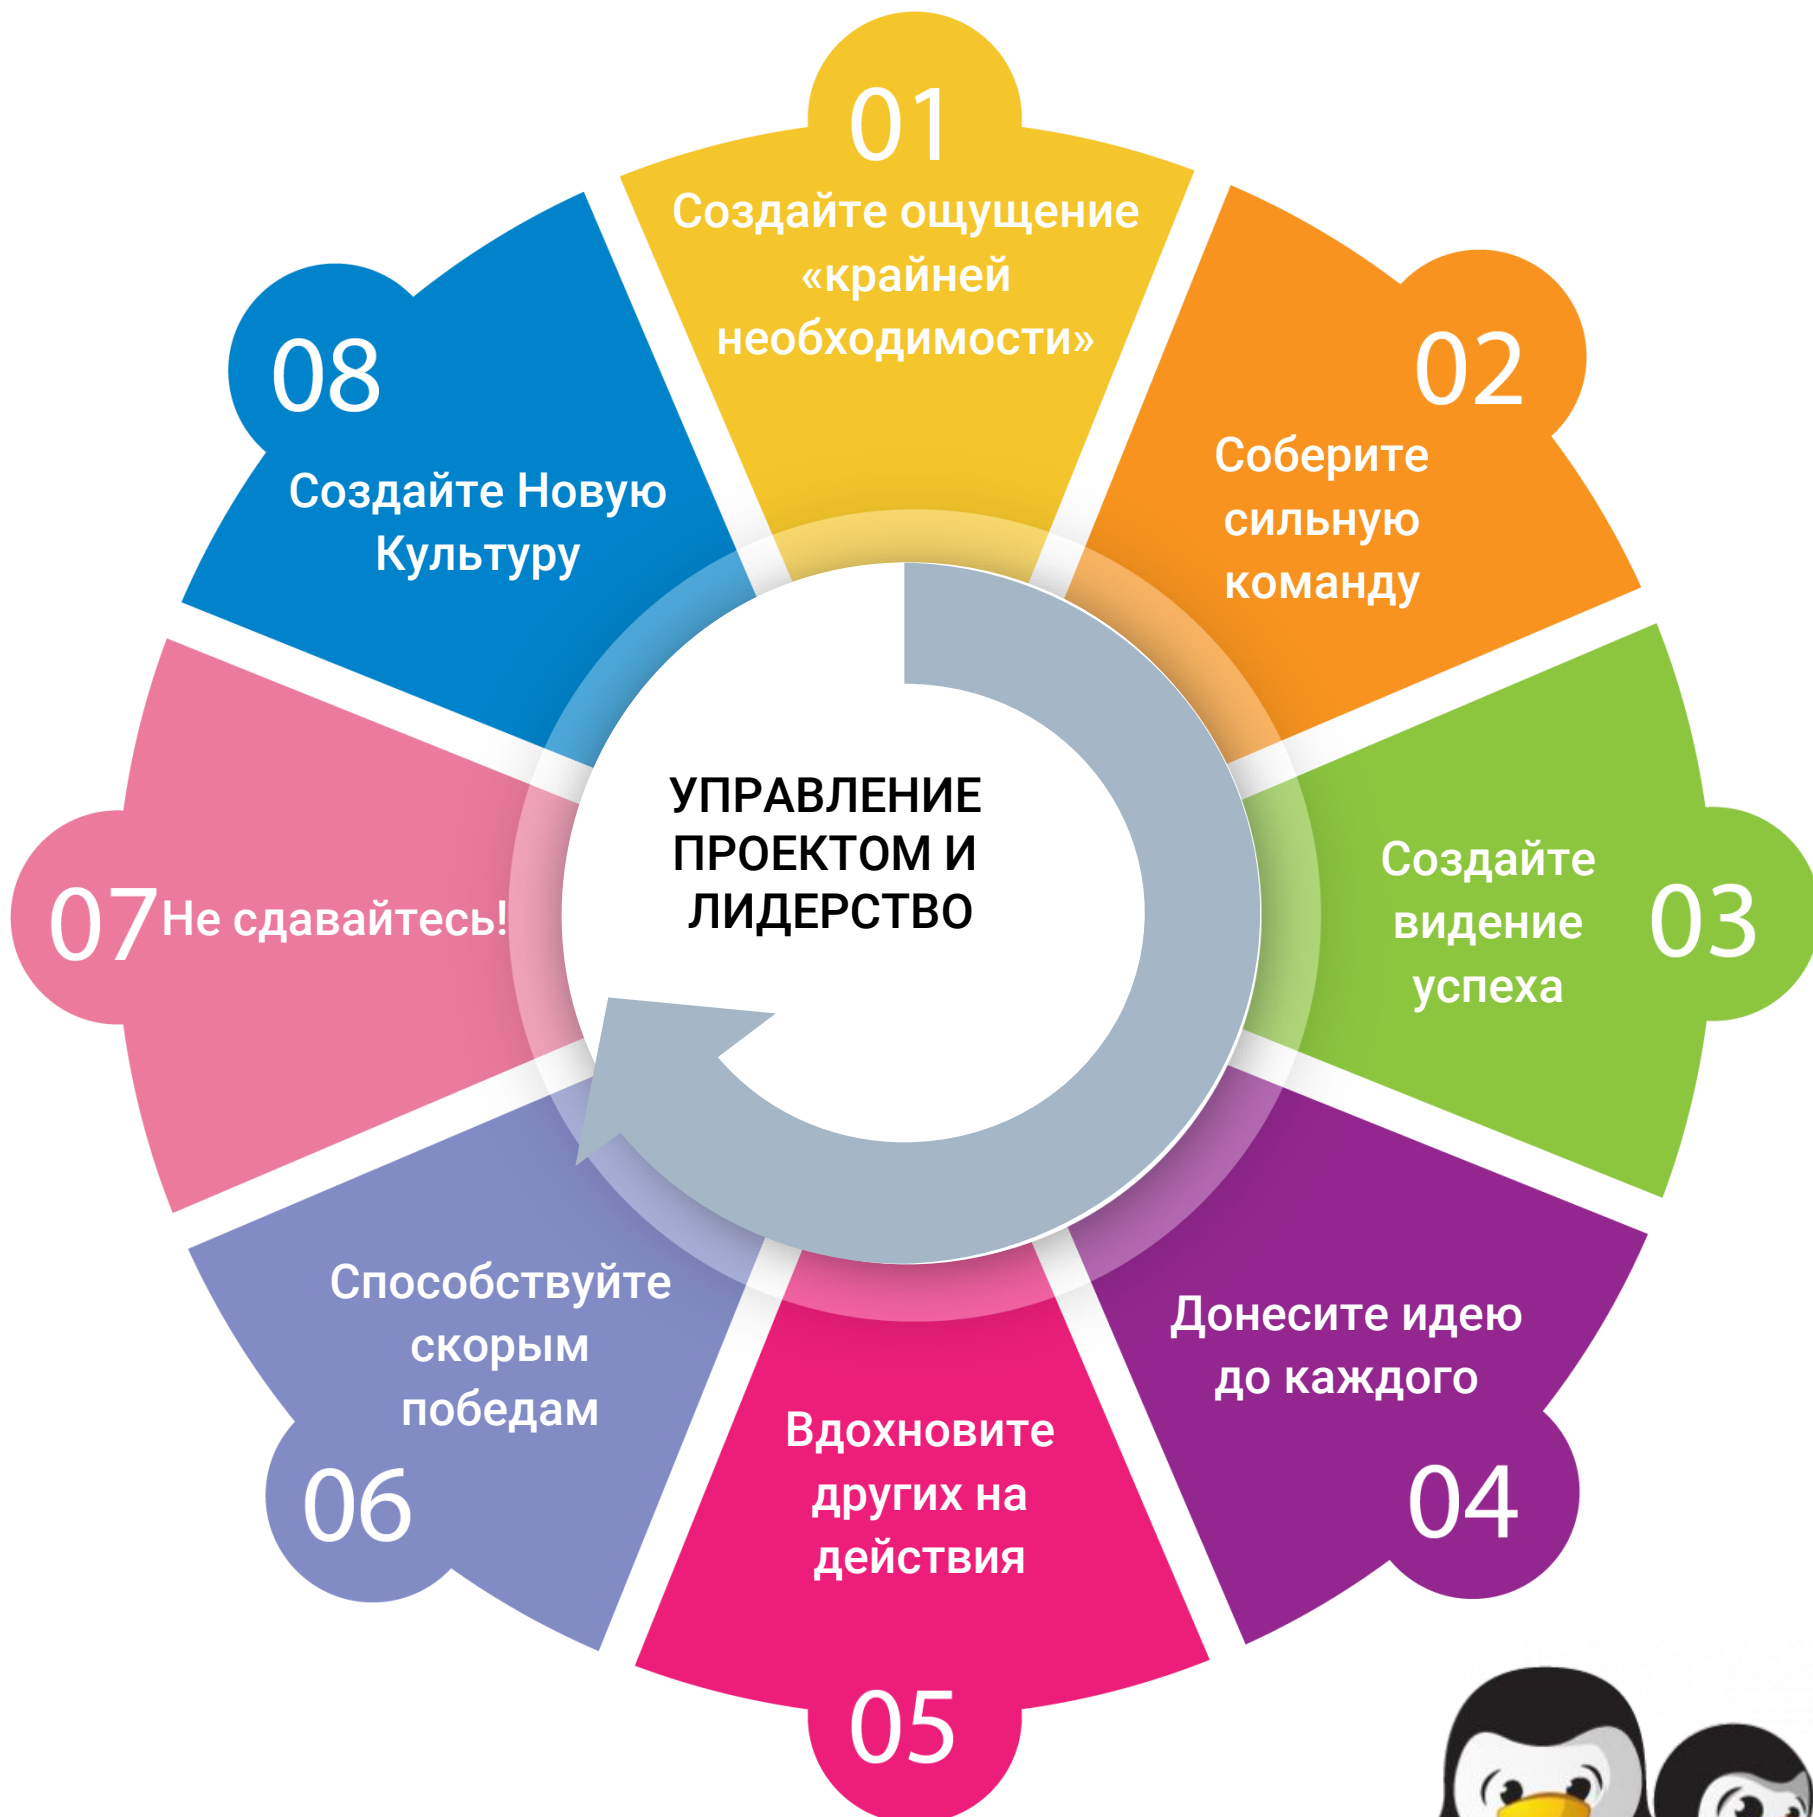 01
Создайте ощущение
«крайней
необходимости»
02
Соберите
сильную
команду
03
Создайте
видение
успеха
04
Донесите идею
до каждого
05
Вдохновите
других на
действия
06
Способствуйте
скорым
победам
07
Не сдавайтесь!
08
Создайте Новую
Культуру
УПРАВЛЕНИЕ
ПРОЕКТОМ И
ЛИДЕРСТВО